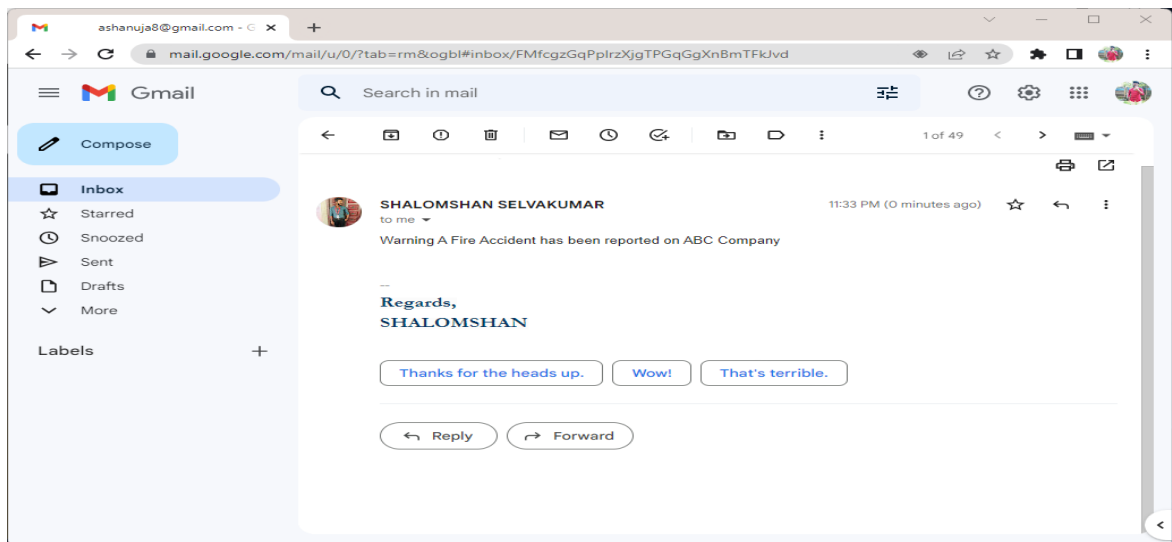 ashanuja8@gmail.com - G
mail.google.com/mail/u/0/?tab=rm&ogbl#inbox/FMfcgzGqPplrzXjgTPGqGgXnBmTFkJvd
Gmail
Search in mail
Compose
1 of 49
Inbox
Starred
Snoozed
Sent
Drafts
More
Labels
SHALOMSHAN SELVAKUMAR
11:33 PM (0 minutes ago)
to me
Warning A Fire Accident has been reported on ABC Company
--
Regards,
SHALOMSHAN
Thanks for the heads up.
Wow!
That's terrible.
Reply
Forward